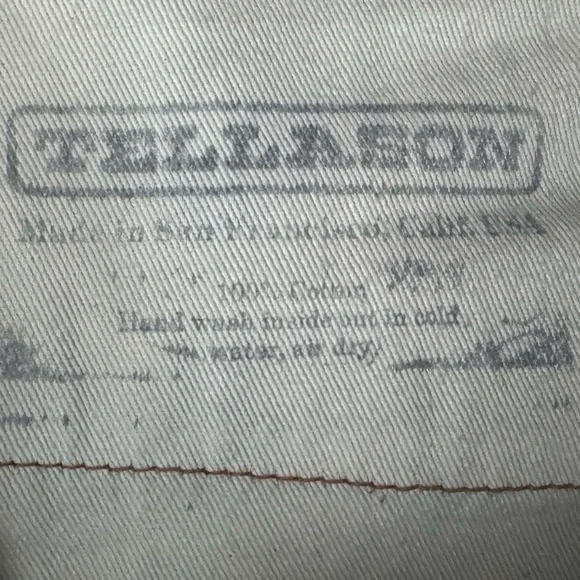 TELLASON
Made in San Francisco, Calif. USA
100% Cotton
Hand wash inside out in cold
water, air dry